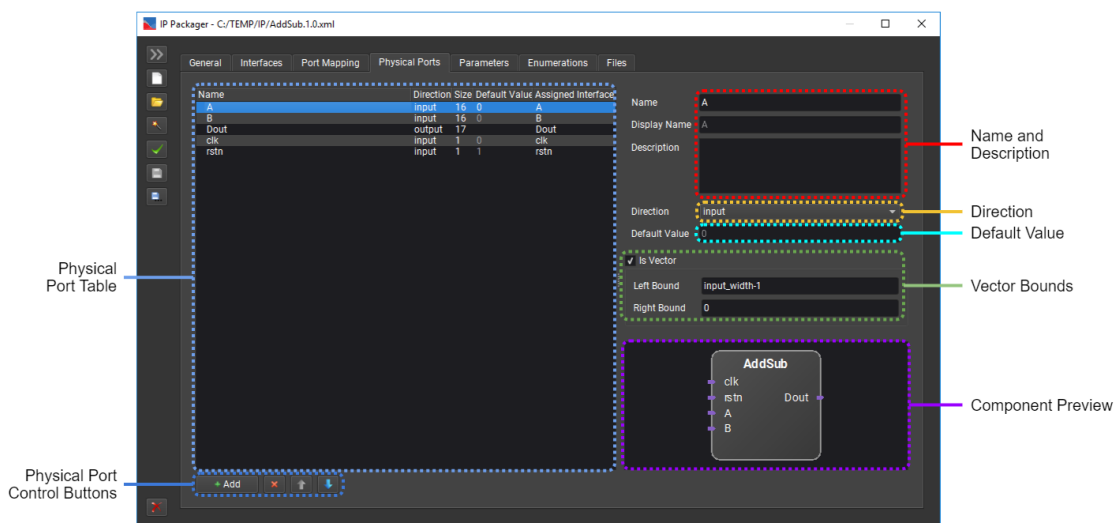 IP Packager - C:/TEMP/IP/AddSub.1.0.xml
General Interfaces Port Mapping Physical Ports Parameters Enumerations Files
Name Direction Size Default Value Assigned Interface
A input 16 0 A
B input 16 0 B
Dout output 17 Dout
clk input 1 0 clk
rstn input 1 1 rstn
Name A
Display Name A
Description
Direction input
Default Value 0
Is Vector
Left Bound input_width-1
Right Bound 0
AddSub
clk
rstn Dout
A
B
+ Add
Name and
Description
Direction
Default Value
Vector Bounds
Component Preview
Physical
Port Table
Physical Port
Control Buttons